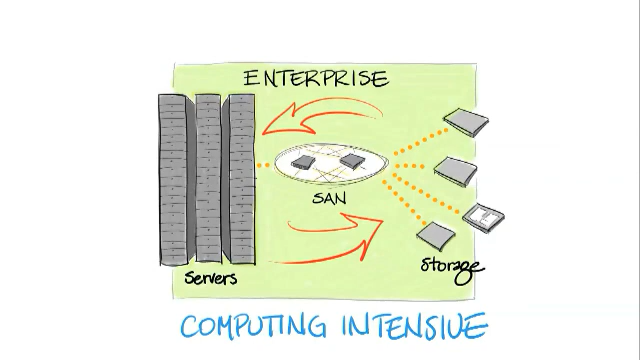 ENTERPRISE
SAN
Servers
Storage
COMPUTING INTENSIVE